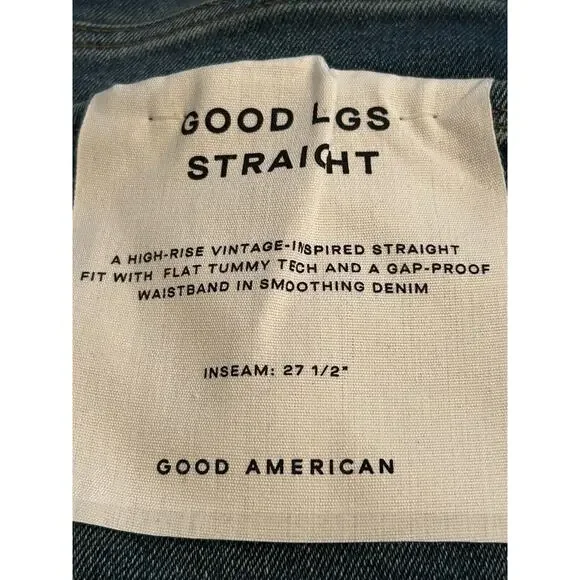 GOOD LGS
STRAIGHT
A HIGH-RISE VINTAGE-INSPIRED STRAIGHT
FIT WITH FLAT TUMMY TECH AND A GAP-PROOF
WAISTBAND IN SMOOTHING DENIM
INSEAM: 27 1/2"
GOOD AMERICAN